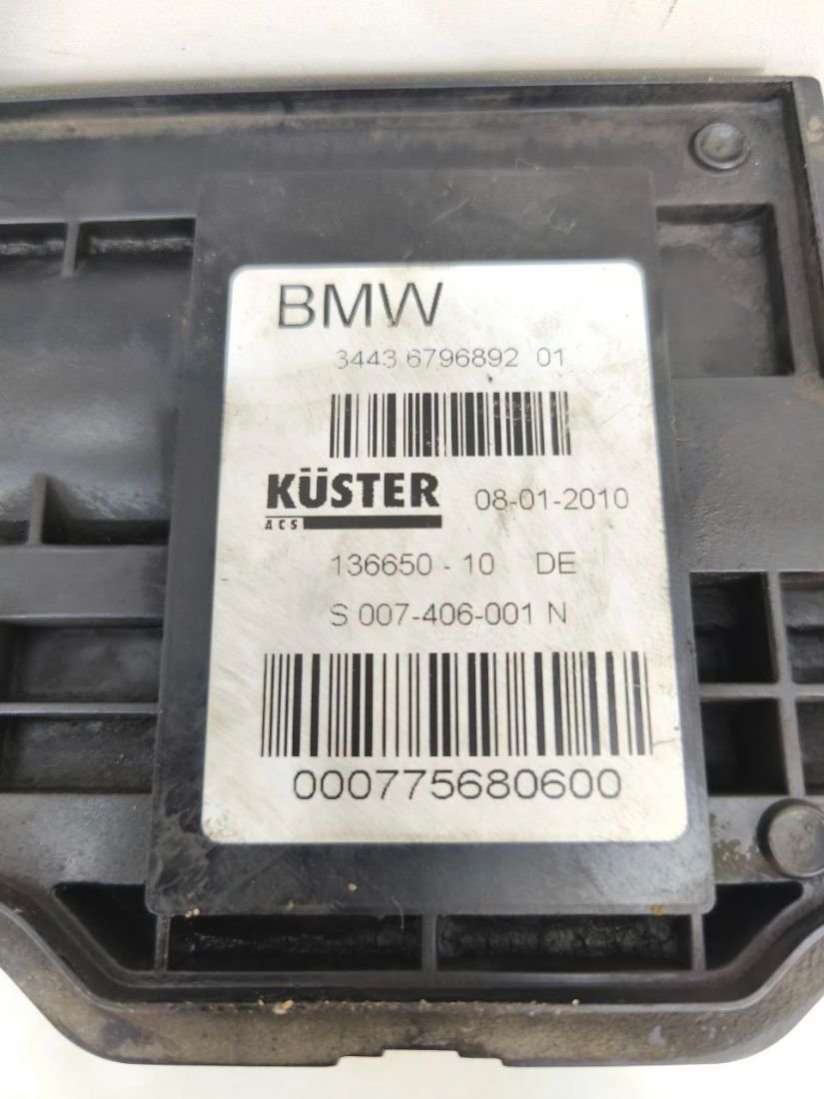 BMW
3443 6796892 01
KÜSTER 08-01-2010
ACS
136650 - 10 DE
S 007-406-001 N
000775680600